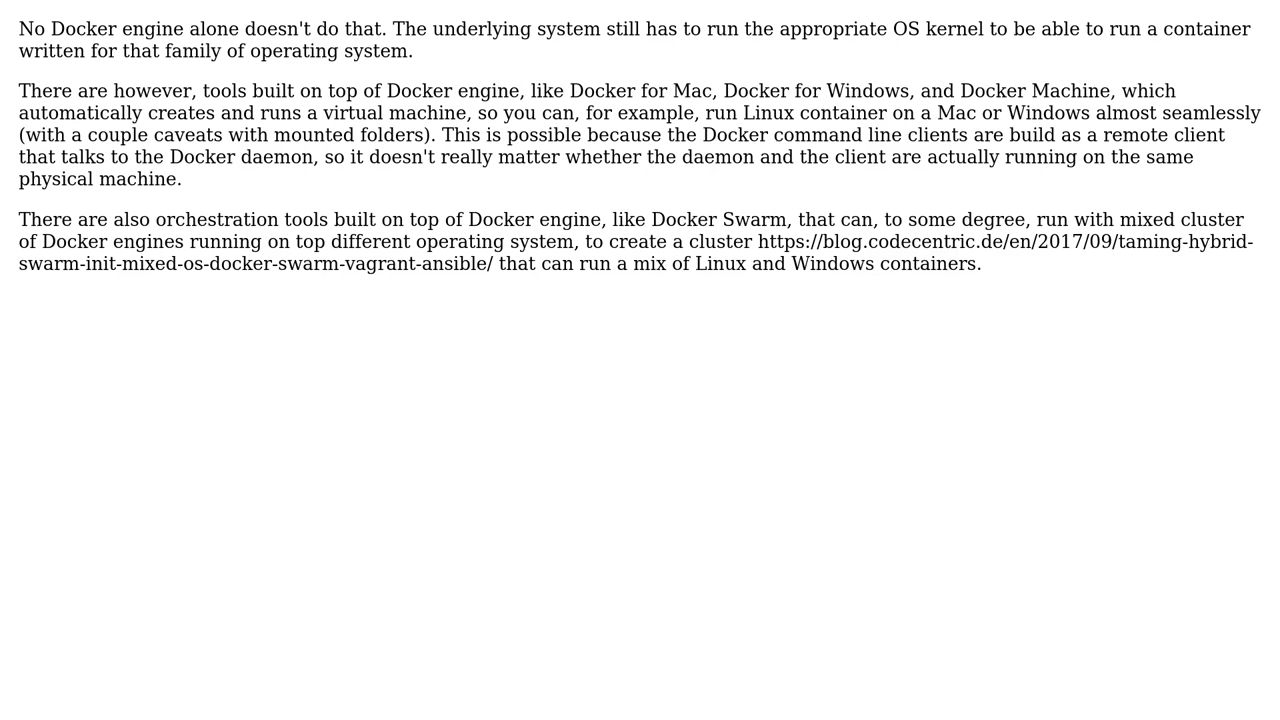 No Docker engine alone doesn't do that. The underlying system still has to run the appropriate OS kernel to be able to run a container
written for that family of operating system.
There are however, tools built on top of Docker engine, like Docker for Mac, Docker for Windows, and Docker Machine, which
automatically creates and runs a virtual machine, so you can, for example, run Linux container on a Mac or Windows almost seamlessly
(with a couple caveats with mounted folders). This is possible because the Docker command line clients are build as a remote client
that talks to the Docker daemon, so it doesn't really matter whether the daemon and the client are actually running on the same
physical machine.
There are also orchestration tools built on top of Docker engine, like Docker Swarm, that can, to some degree, run with mixed cluster
of Docker engines running on top different operating system, to create a cluster https://blog.codecentric.de/en/2017/09/taming-hybrid-
swarm-init-mixed-os-docker-swarm-vagrant-ansible/ that can run a mix of Linux and Windows containers.